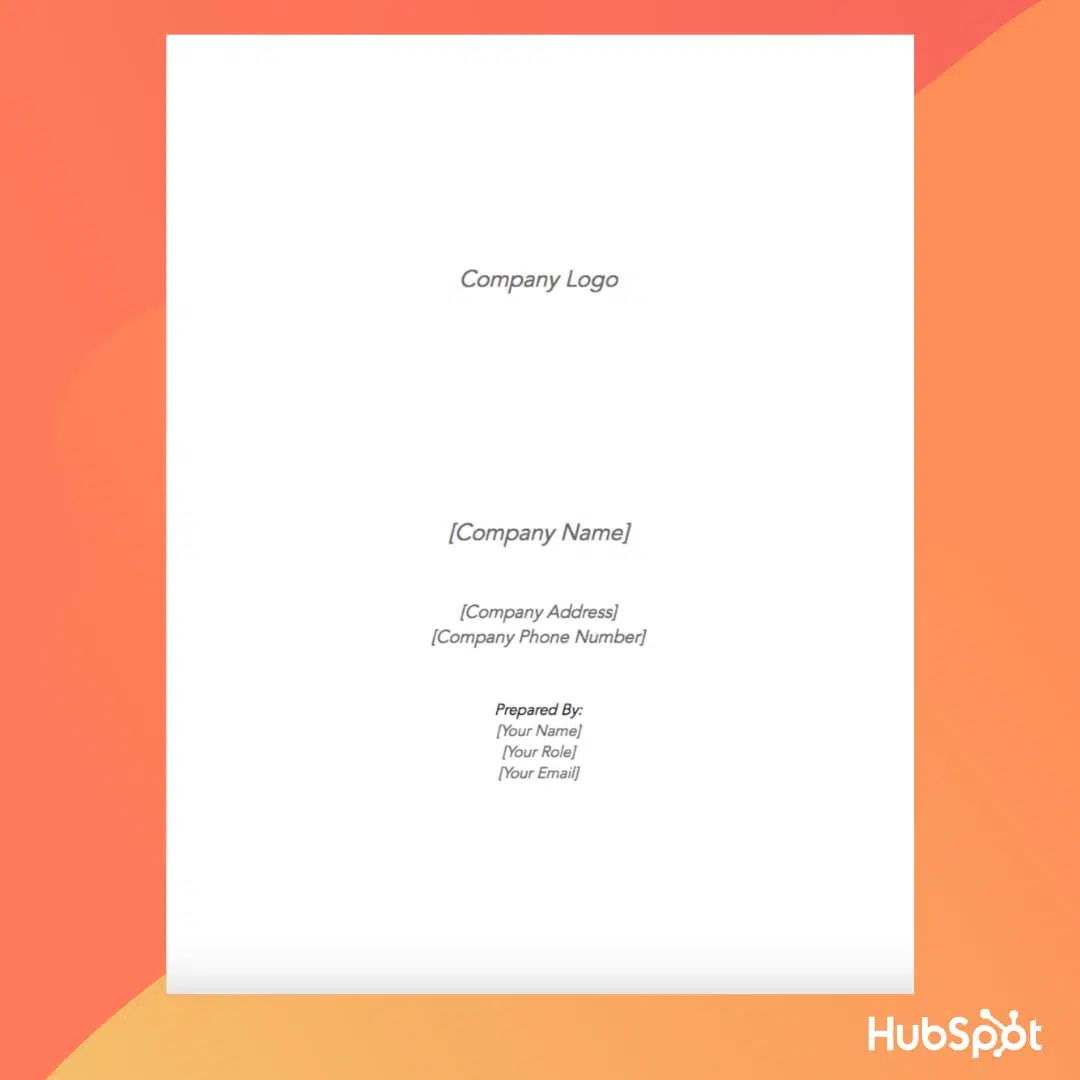 Company Logo
[Company Name]
[Company Address]
[Company Phone Number]
Prepared By:
[Your Name]
[Your Role]
[Your Email]
HubSpot